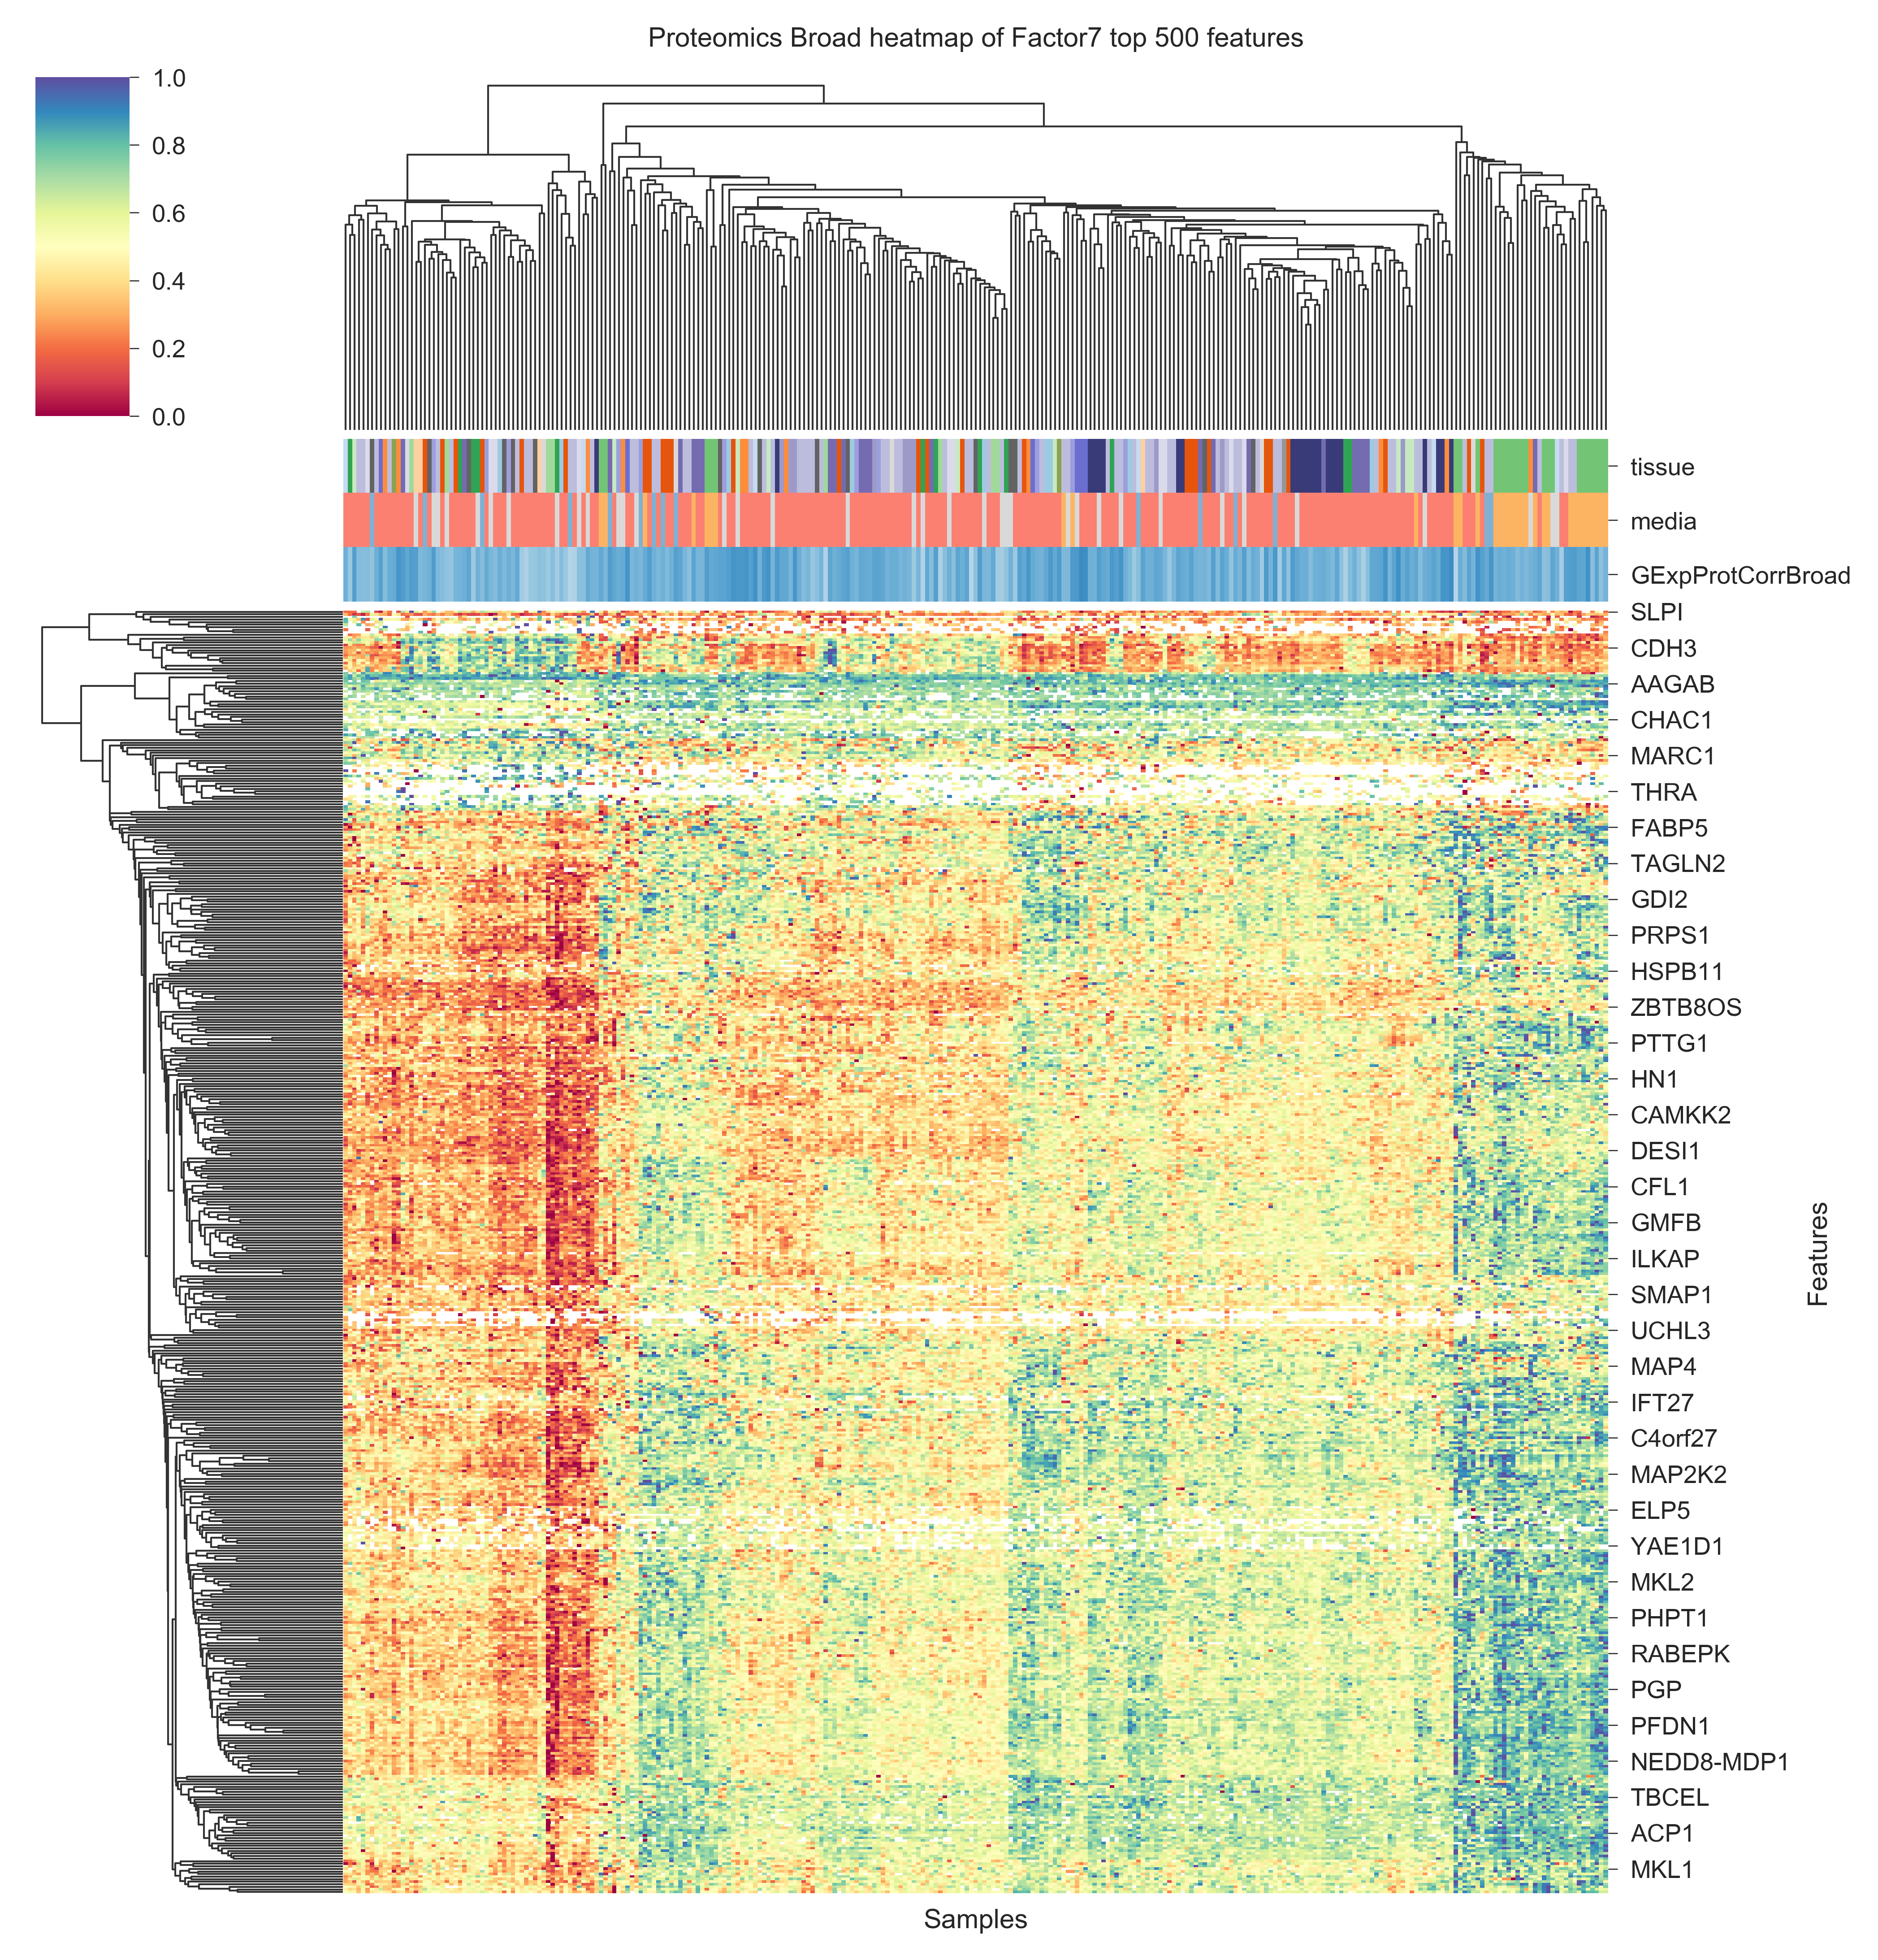 Proteomics Broad heatmap of Factor7 top 500 features
1.0
0.8
0.6
0.4
0.2
0.0
tissue
media
GExpProtCorrBroad
SLPI
CDH3
AAGAB
CHAC1
MARC1
THRA
FABP5
TAGLN2
GDI2
PRPS1
HSPB11
ZBTB8OS
PTTG1
HN1
CAMKK2
DESI1
CFL1
GMFB
ILKAP
SMAP1
UCHL3
MAP4
IFT27
C4orf27
MAP2K2
ELP5
YAE1D1
MKL2
PHPT1
RABEPK
PGP
PFDN1
NEDD8-MDP1
TBCEL
ACP1
MKL1
Features
Samples